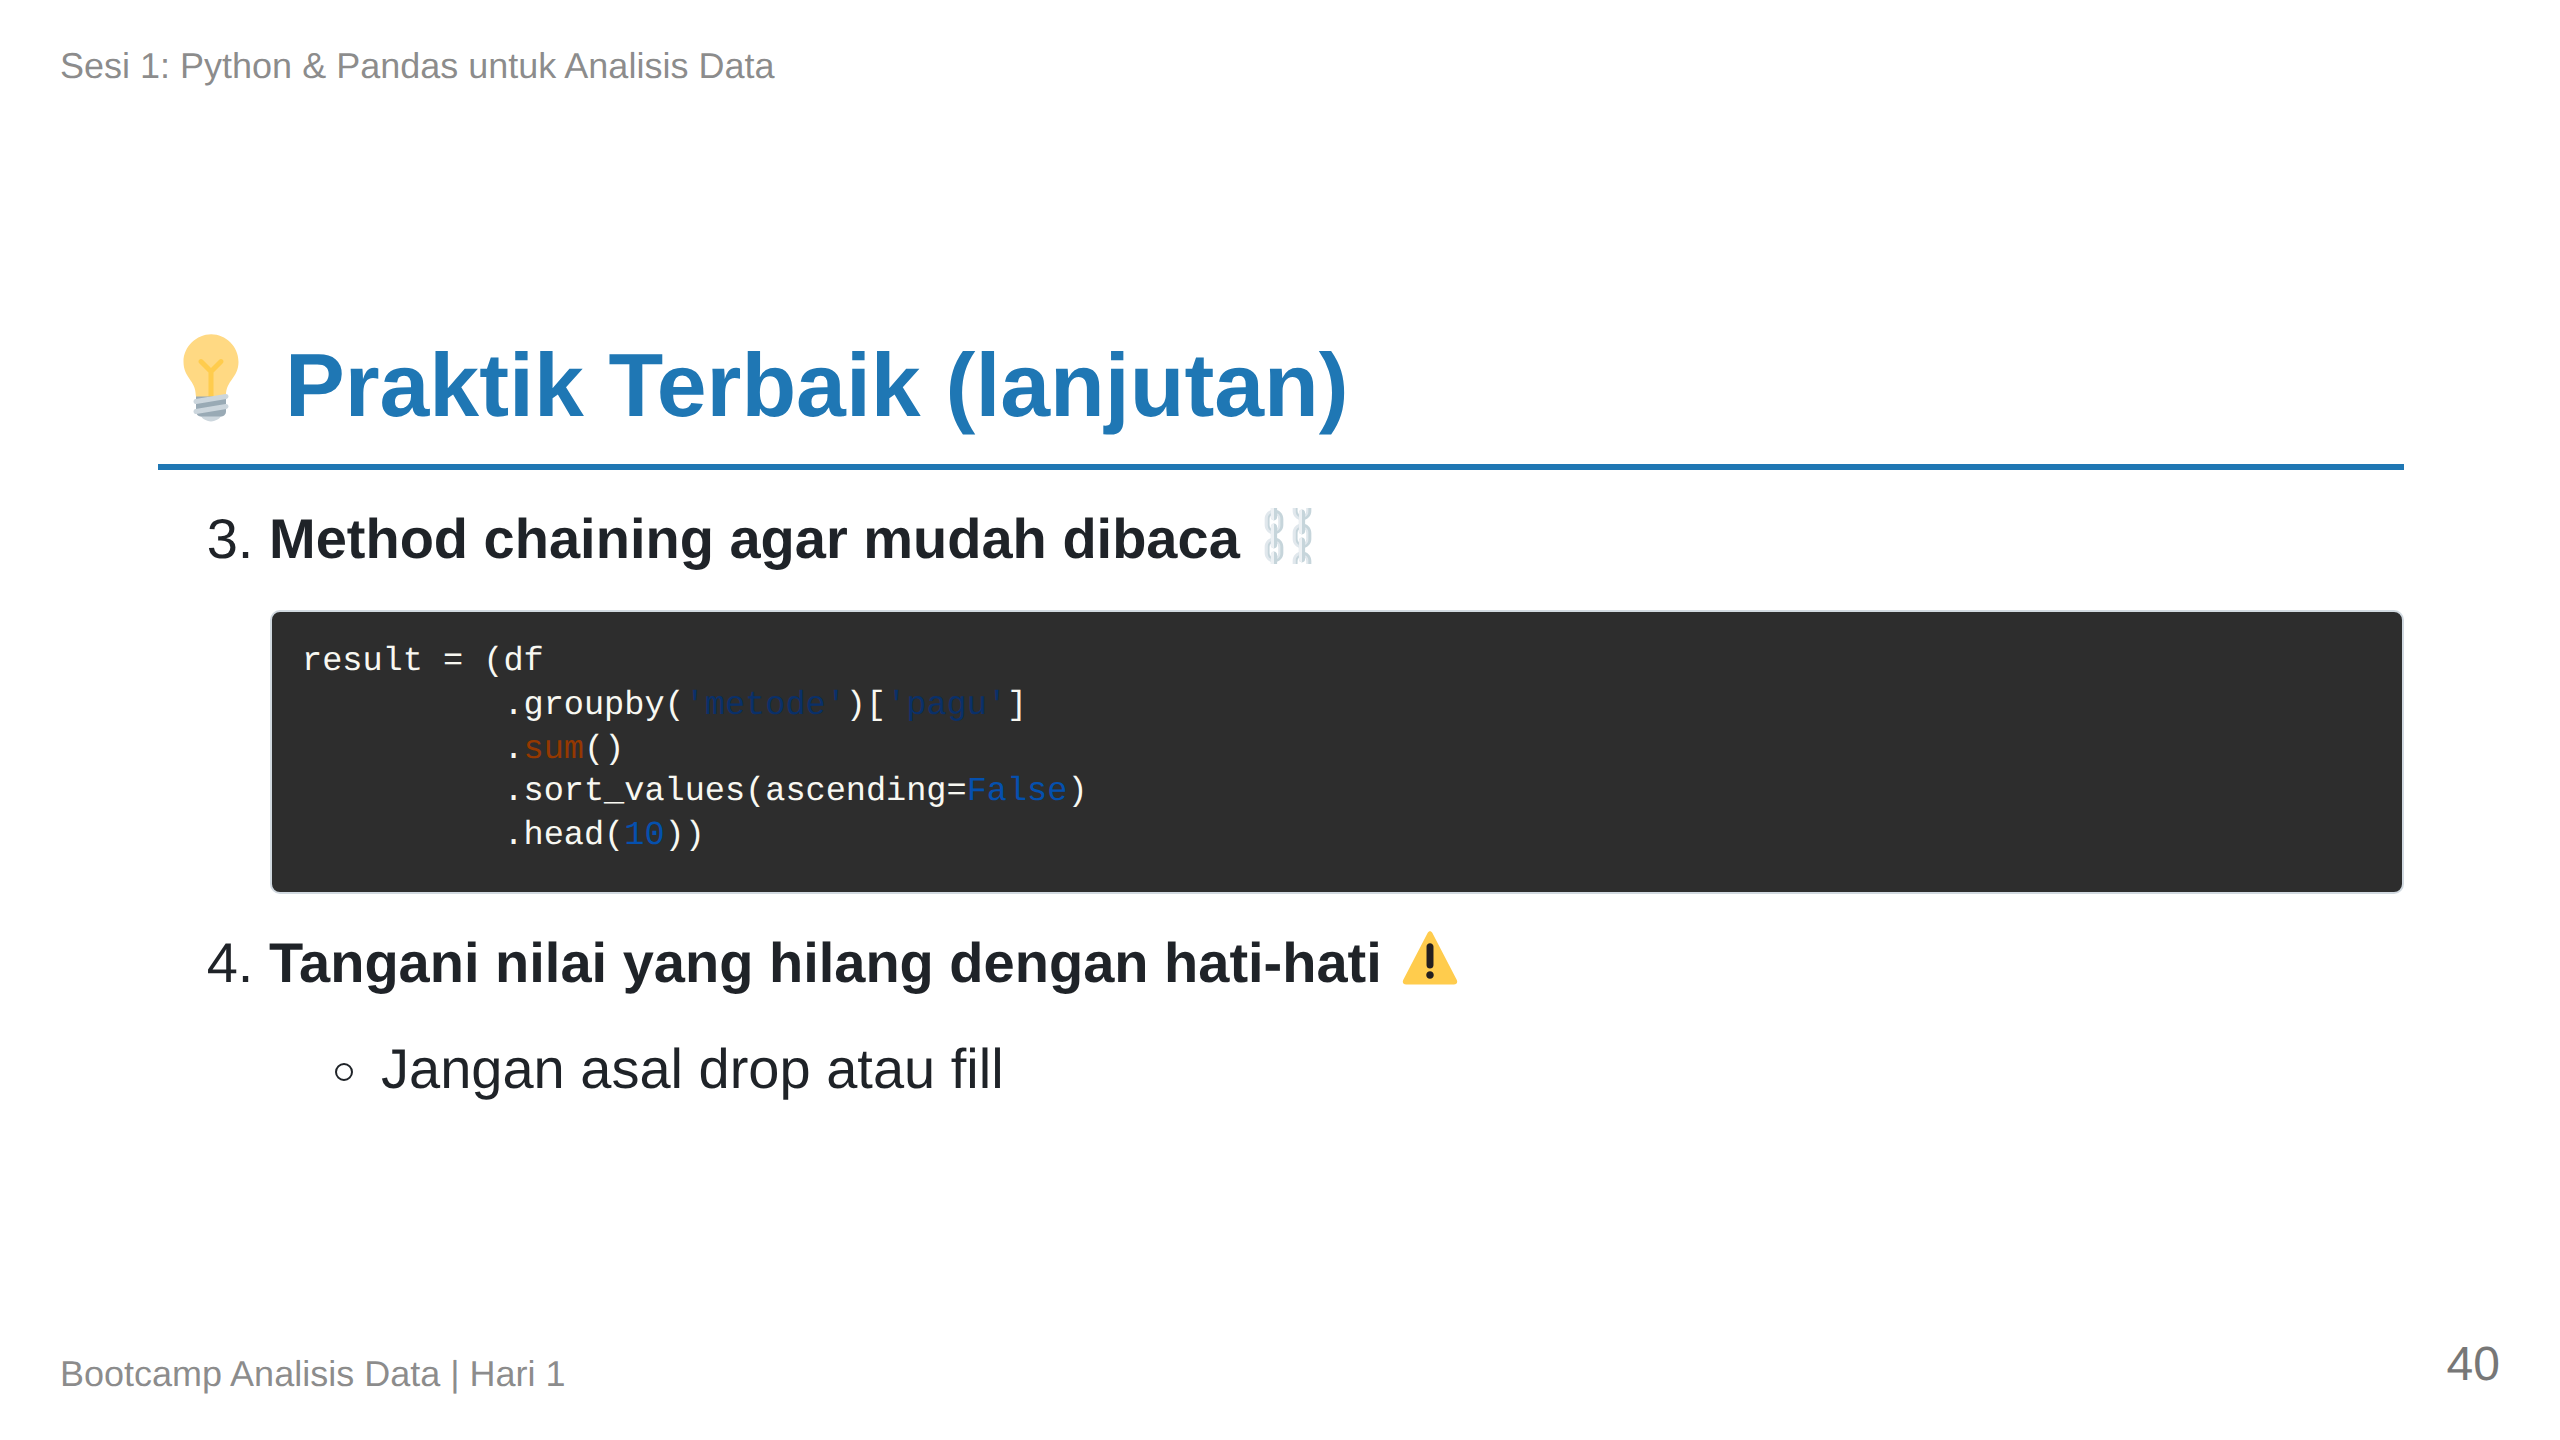 Sesi 1: Python & Pandas untuk Analisis Data
💡 Praktik Terbaik (lanjutan)
3. Method chaining agar mudah dibaca ⛓️
result = (df
          .groupby('metode')['pagu']
          .sum()
          .sort_values(ascending=False)
          .head(10))
4. Tangani nilai yang hilang dengan hati-hati ⚠️
○ Jangan asal drop atau fill
Bootcamp Analisis Data | Hari 1
40